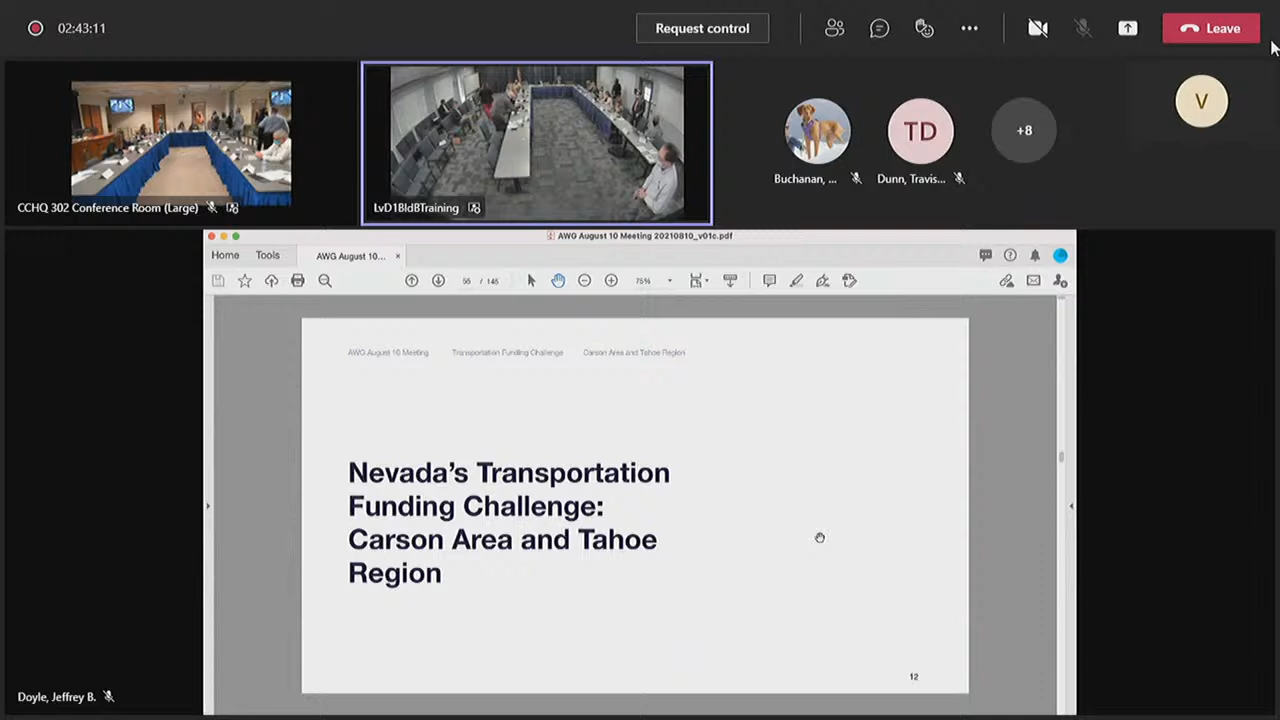 02:43:11
Request control
Leave
CCHQ 302 Conference Room (Large)
LvD1BldBTraining
Buchanan, ...
TD
Dunn, Travis...
+8
V
AWG August 10 Meeting 20210810_v01c.pdf
Home
Tools
AWG August 10...
56 / 145
75%
AWG August 10 Meeting
Transportation Funding Challenge
Carson Area and Tahoe Region
Nevada's Transportation
Funding Challenge:
Carson Area and Tahoe
Region
12
Doyle, Jeffrey B.